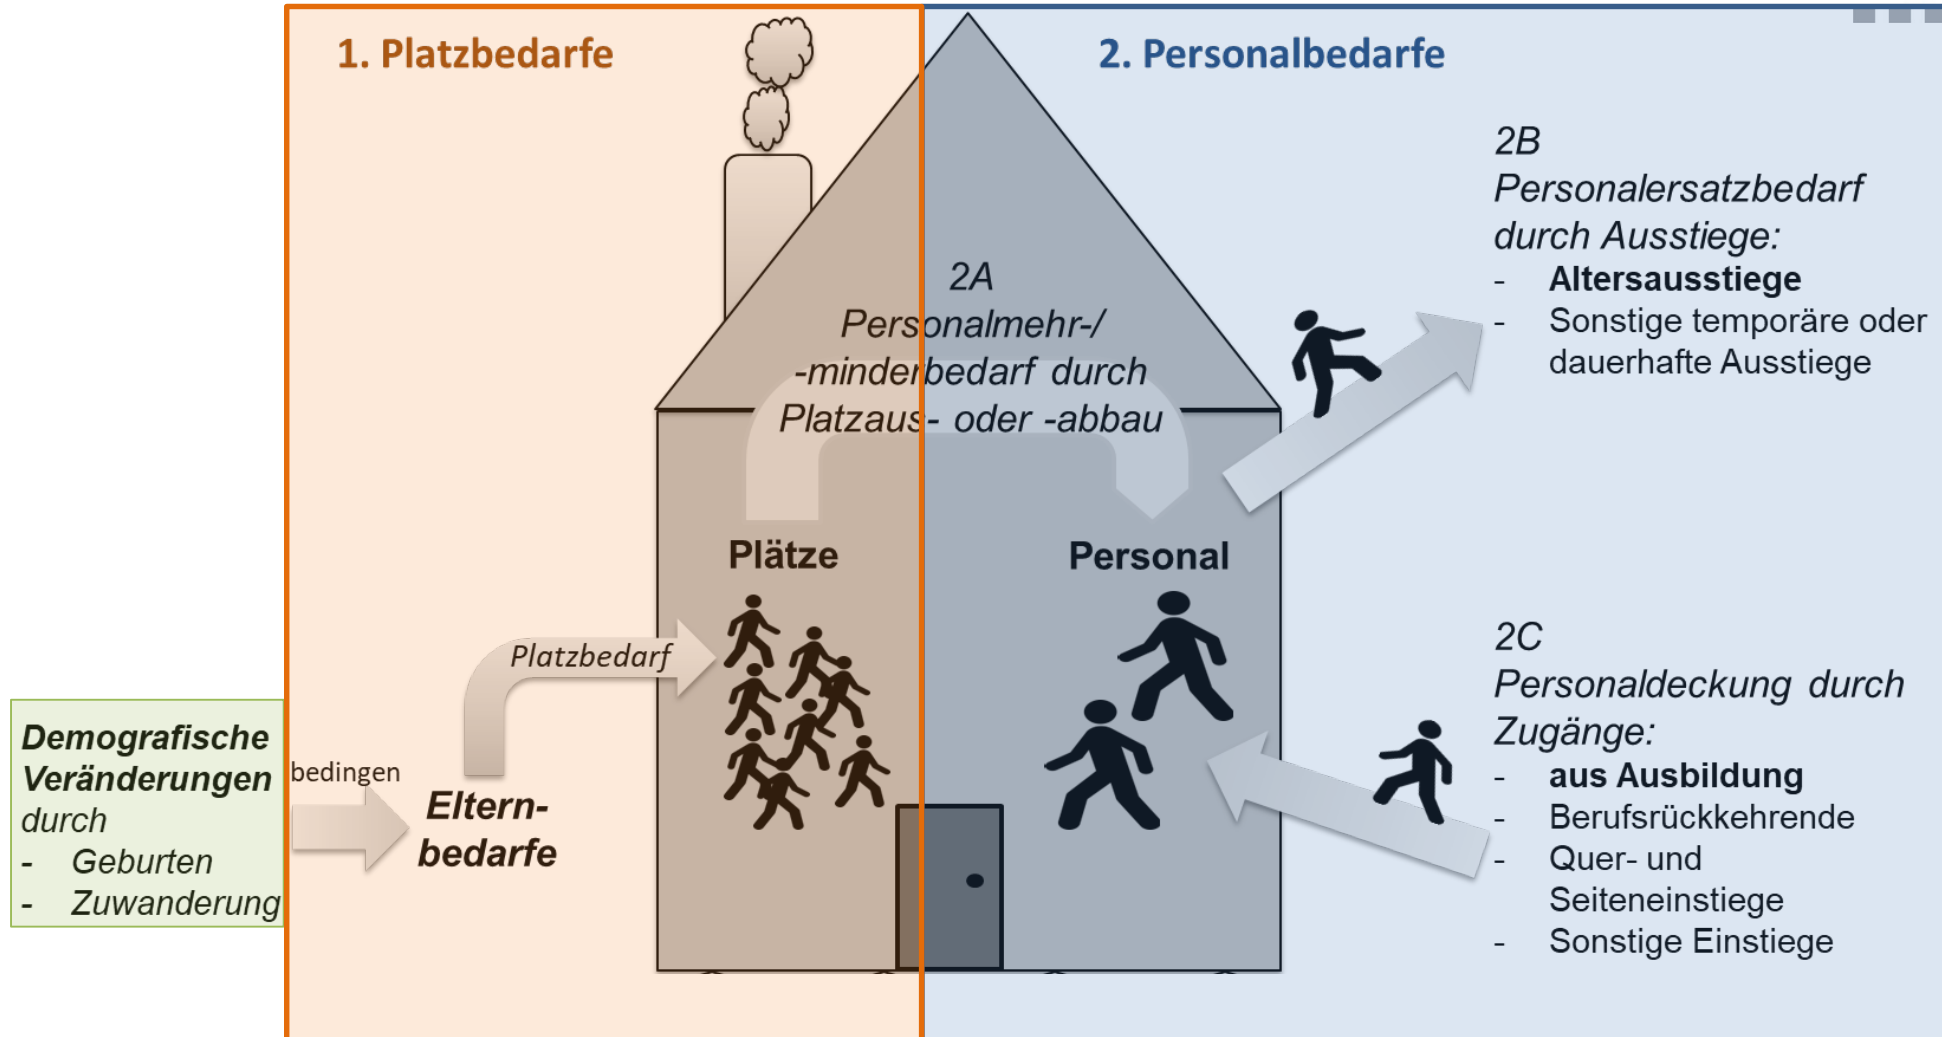 1. Platzbedarfe
2. Personalbedarfe
2A
Personalmehr-/
-minderbedarf durch
Platzaus- oder -abbau
2B
Personalersatzbedarf
durch Ausstiege:
- Altersausstiege
- Sonstige temporäre oder
dauerhafte Ausstiege
Plätze
Personal
Platzbedarf
Demografische
Veränderungen
durch
- Geburten
- Zuwanderung
bedingen
Eltern-
bedarfe
2C
Personaldeckung durch
Zugänge:
- aus Ausbildung
- Berufsrückkehrende
- Quer- und
Seiteneinstiege
- Sonstige Einstiege